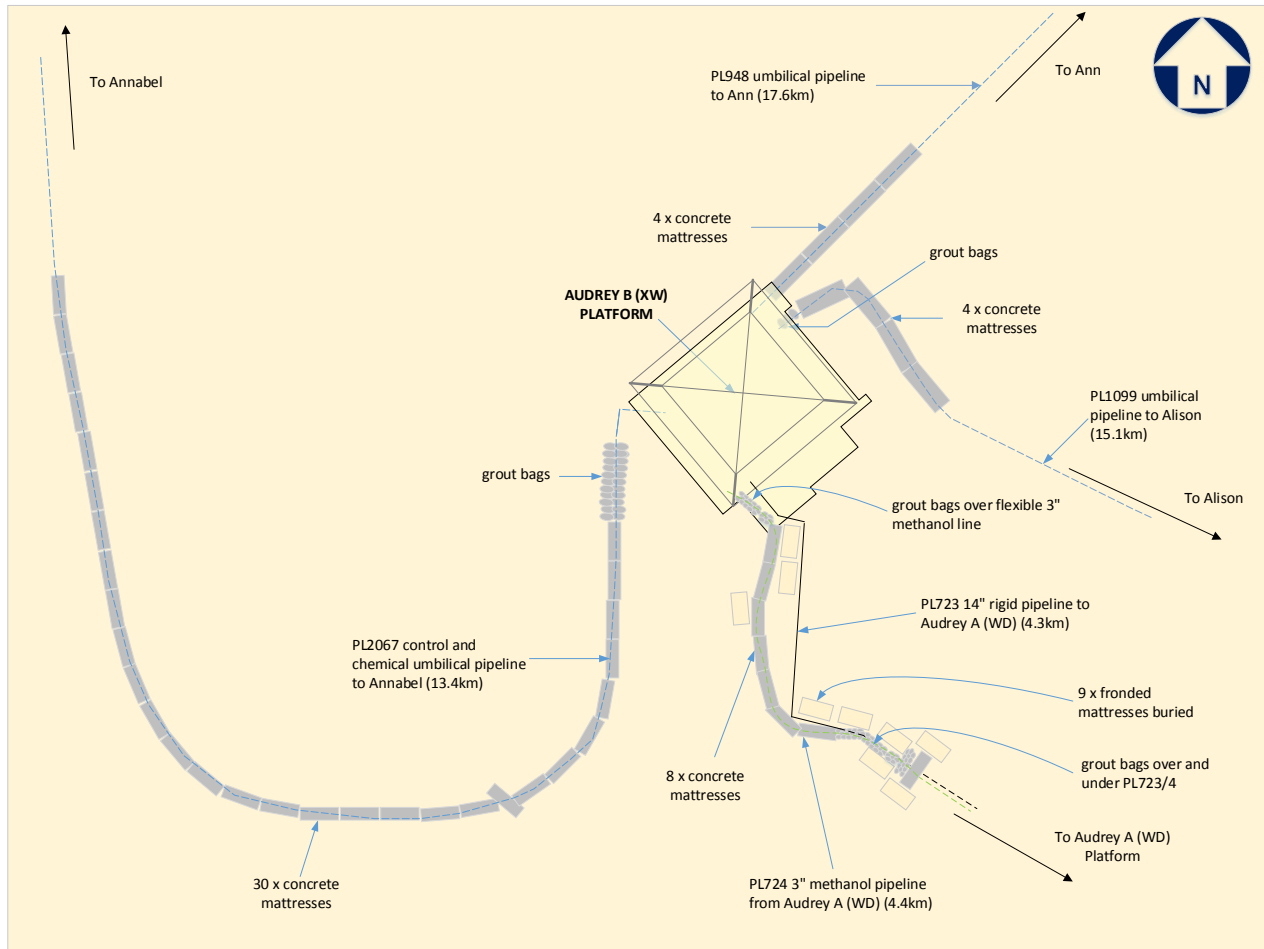 To Annabel
PL948 umbilical pipeline
to Ann (17.6km)
To Ann
N
4 x concrete
mattresses
grout bags
AUDREY B (XW)
PLATFORM
4 x concrete
mattresses
PL1099 umbilical
pipeline to Alison
(15.1km)
grout bags
To Alison
grout bags over flexible 3"
methanol line
PL723 14" rigid pipeline to
Audrey A (WD) (4.3km)
PL2067 control and
chemical umbilical pipeline
to Annabel (13.4km)
9 x fronded
mattresses buried
8 x concrete
mattresses
grout bags over and
under PL723/4
To Audrey A (WD)
Platform
30 x concrete
mattresses
PL724 3" methanol pipeline
from Audrey A (WD) (4.4km)